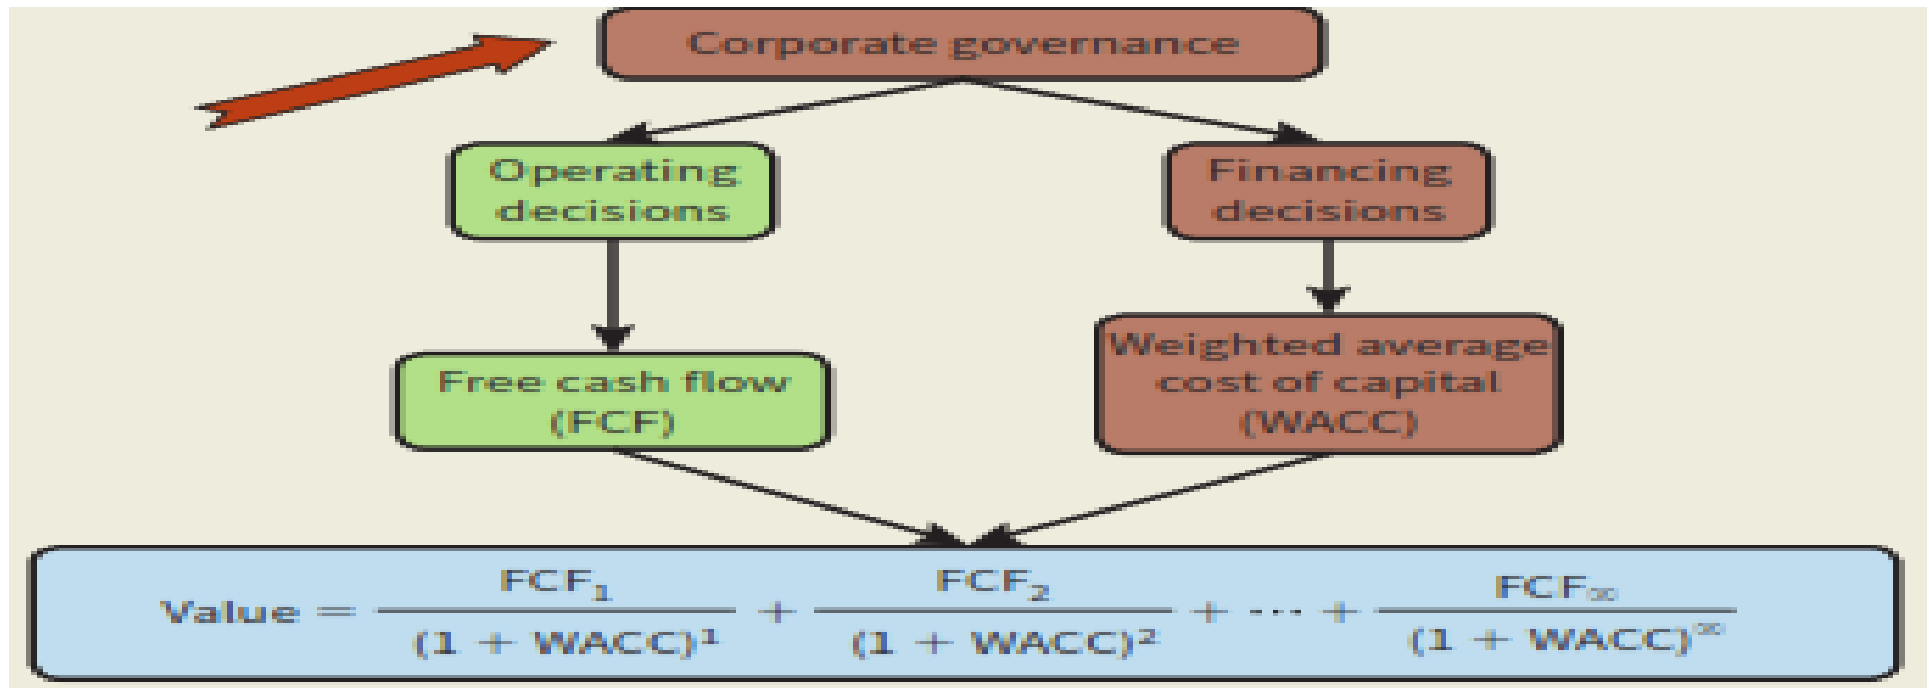 Corporate governance
Operating
decisions
Financing
decisions
Free cash flow
(FCF)
Weighted average
cost of capital
(WACC)
Value = FCF₁ / (1 + WACC)¹ + FCF₂ / (1 + WACC)² + ··· + FCF∞ / (1 + WACC)^∞